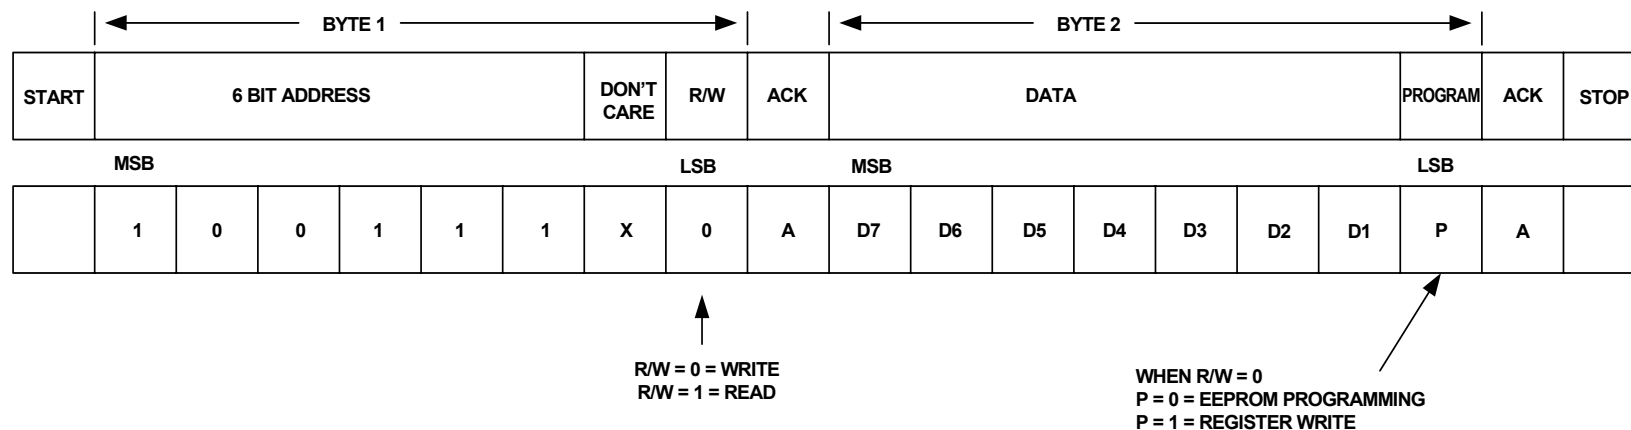 BYTE 1 BYTE 2
START 6 BIT ADDRESS DON'T CARE R/W ACK DATA PROGRAM ACK STOP
MSB LSB MSB LSB
1 0 0 1 1 1 X 0 A D7 D6 D5 D4 D3 D2 D1 P A
R/W = 0 = WRITE
R/W = 1 = READ
WHEN R/W = 0
P = 0 = EEPROM PROGRAMMING
P = 1 = REGISTER WRITE